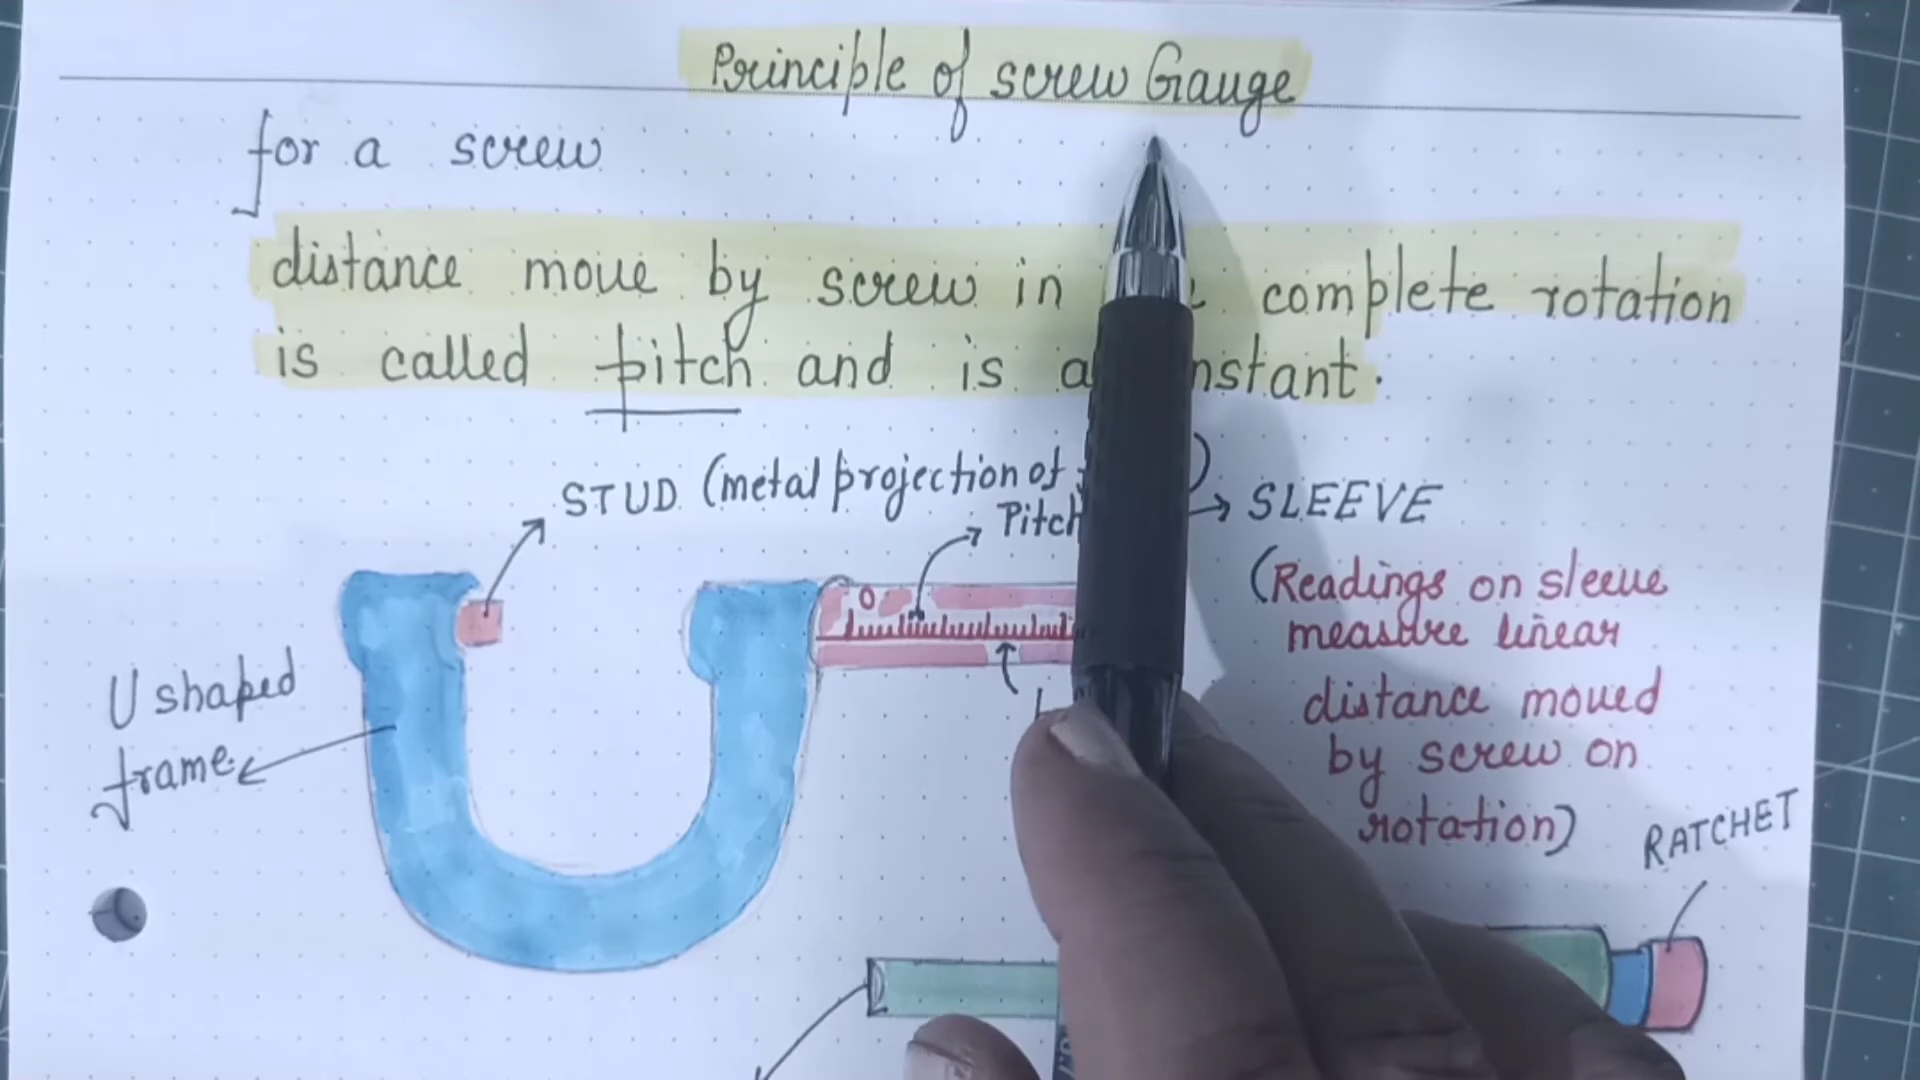 Principle of screw Gauge
for a screw
distance move by screw in complete rotation
is called pitch and is a
STUD (metal projection of
Pitch
SLEEVE
(Readings on sleeve
measure linear
distance moved
by screw on
rotation)
U shaped
frame
0
RATCHET